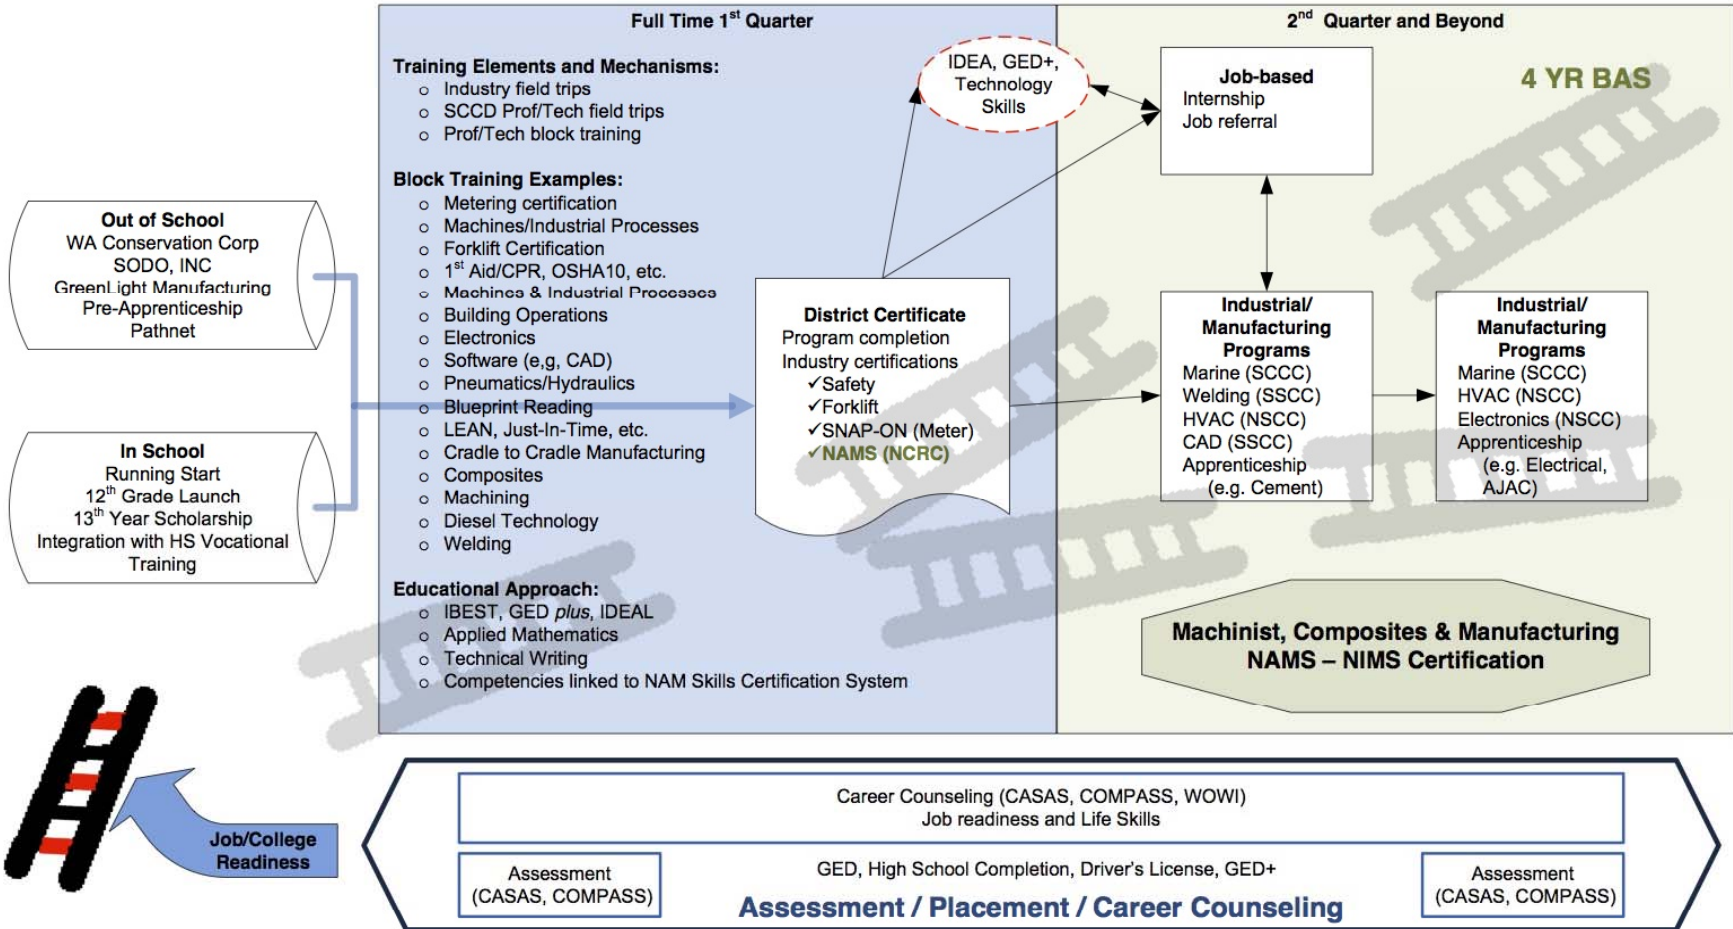 Full Time 1st Quarter
2nd Quarter and Beyond
Training Elements and Mechanisms:
o Industry field trips
o SCCD Prof/Tech field trips
o Prof/Tech block training
Block Training Examples:
o Metering certification
o Machines/Industrial Processes
o Forklift Certification
o 1st Aid/CPR, OSHA10, etc.
o Machines & Industrial Processes
o Building Operations
o Electronics
o Software (e,g, CAD)
o Pneumatics/Hydraulics
o Blueprint Reading
o LEAN, Just-In-Time, etc.
o Cradle to Cradle Manufacturing
o Composites
o Machining
o Diesel Technology
o Welding
Educational Approach:
o IBEST, GED plus, IDEAL
o Applied Mathematics
o Technical Writing
o Competencies linked to NAM Skills Certification System
Out of School
WA Conservation Corp
SODO, INC
GreenLight Manufacturing
Pre-Apprenticeship
Pathnet
In School
Running Start
12th Grade Launch
13th Year Scholarship
Integration with HS Vocational
Training
District Certificate
Program completion
Industry certifications
✓Safety
✓Forklift
✓SNAP-ON (Meter)
✓NAMS (NCRC)
IDEA, GED+,
Technology
Skills
Job-based
Internship
Job referral
4 YR BAS
Industrial/
Manufacturing
Programs
Marine (SCCC)
Welding (SSCC)
HVAC (NSCC)
CAD (SSCC)
Apprenticeship
(e.g. Cement)
Industrial/
Manufacturing
Programs
Marine (SCCC)
HVAC (NSCC)
Electronics (NSCC)
Apprenticeship
(e.g. Electrical,
AJAC)
Machinist, Composites & Manufacturing
NAMS – NIMS Certification
Job/College
Readiness
Career Counseling (CASAS, COMPASS, WOWI)
Job readiness and Life Skills
Assessment
(CASAS, COMPASS)
GED, High School Completion, Driver's License, GED+
Assessment / Placement / Career Counseling
Assessment
(CASAS, COMPASS)